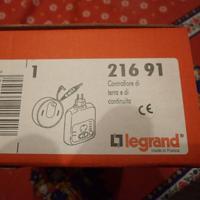 1
216 91
Controllore di
terra e di
continuità
CE
legrand
made in France